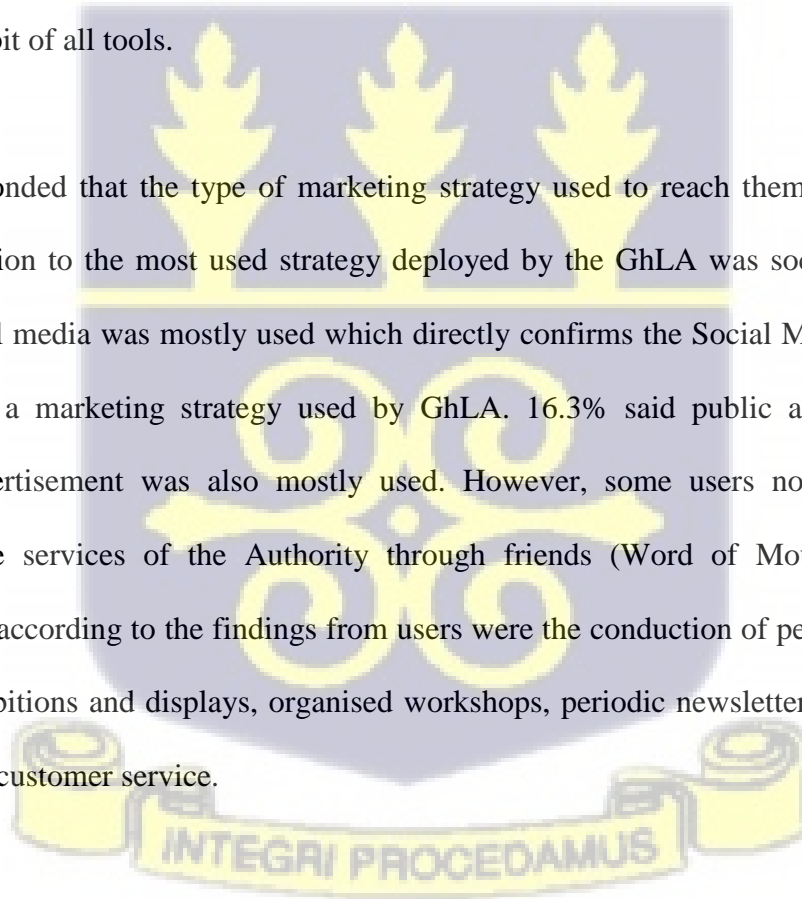 bit of all tools.
onded that the type of marketing strategy used to reach them
ion to the most used strategy deployed by the GhLA was soc
l media was mostly used which directly confirms the Social M
a marketing strategy used by GhLA. 16.3% said public a
ertisement was also mostly used. However, some users no
e services of the Authority through friends (Word of Mou
according to the findings from users were the conduction of pe
bitions and displays, organised workshops, periodic newsletter
customer service.
INTEGRI PROCEDAMUS